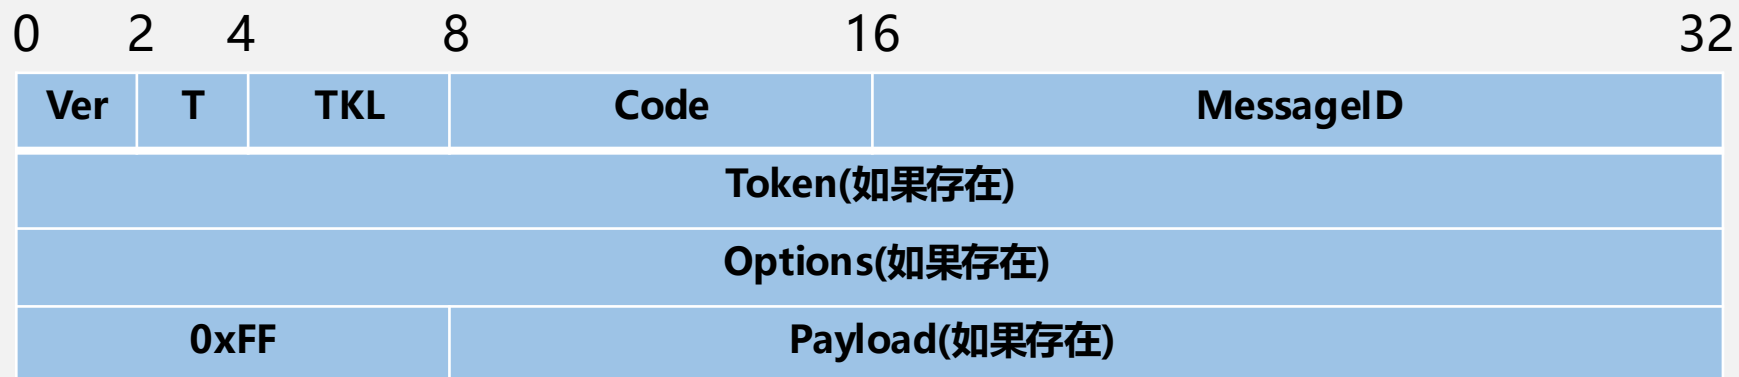 0 2 4 8 16 32
Ver T TKL Code MessageID
Token(如果存在)
Options(如果存在)
0xFF Payload(如果存在)